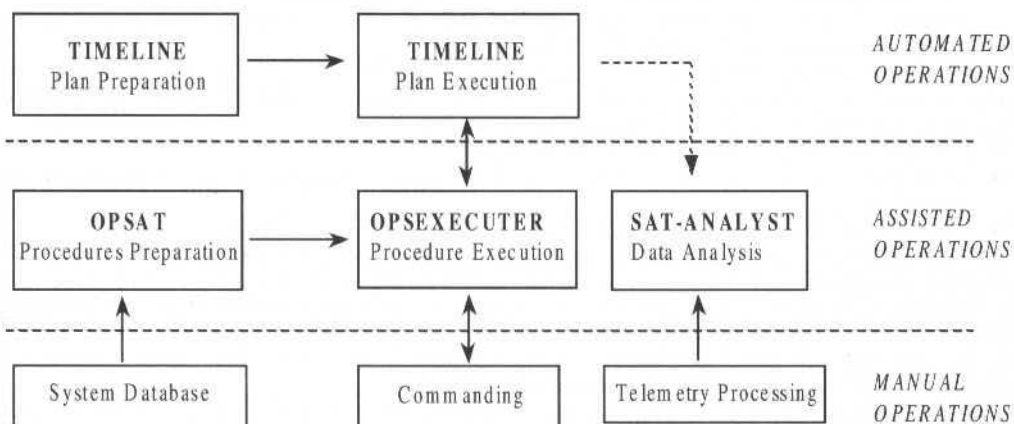 TIMELINE
Plan Preparation
TIMELINE
Plan Execution
AUTOMATED
OPERATIONS
OPSAT
Procedures Preparation
OPSEXECUTER
Procedure Execution
SAT-ANALYST
Data Analysis
ASSISTED
OPERATIONS
System Database
Commanding
Telemetry Processing
MANUAL
OPERATIONS